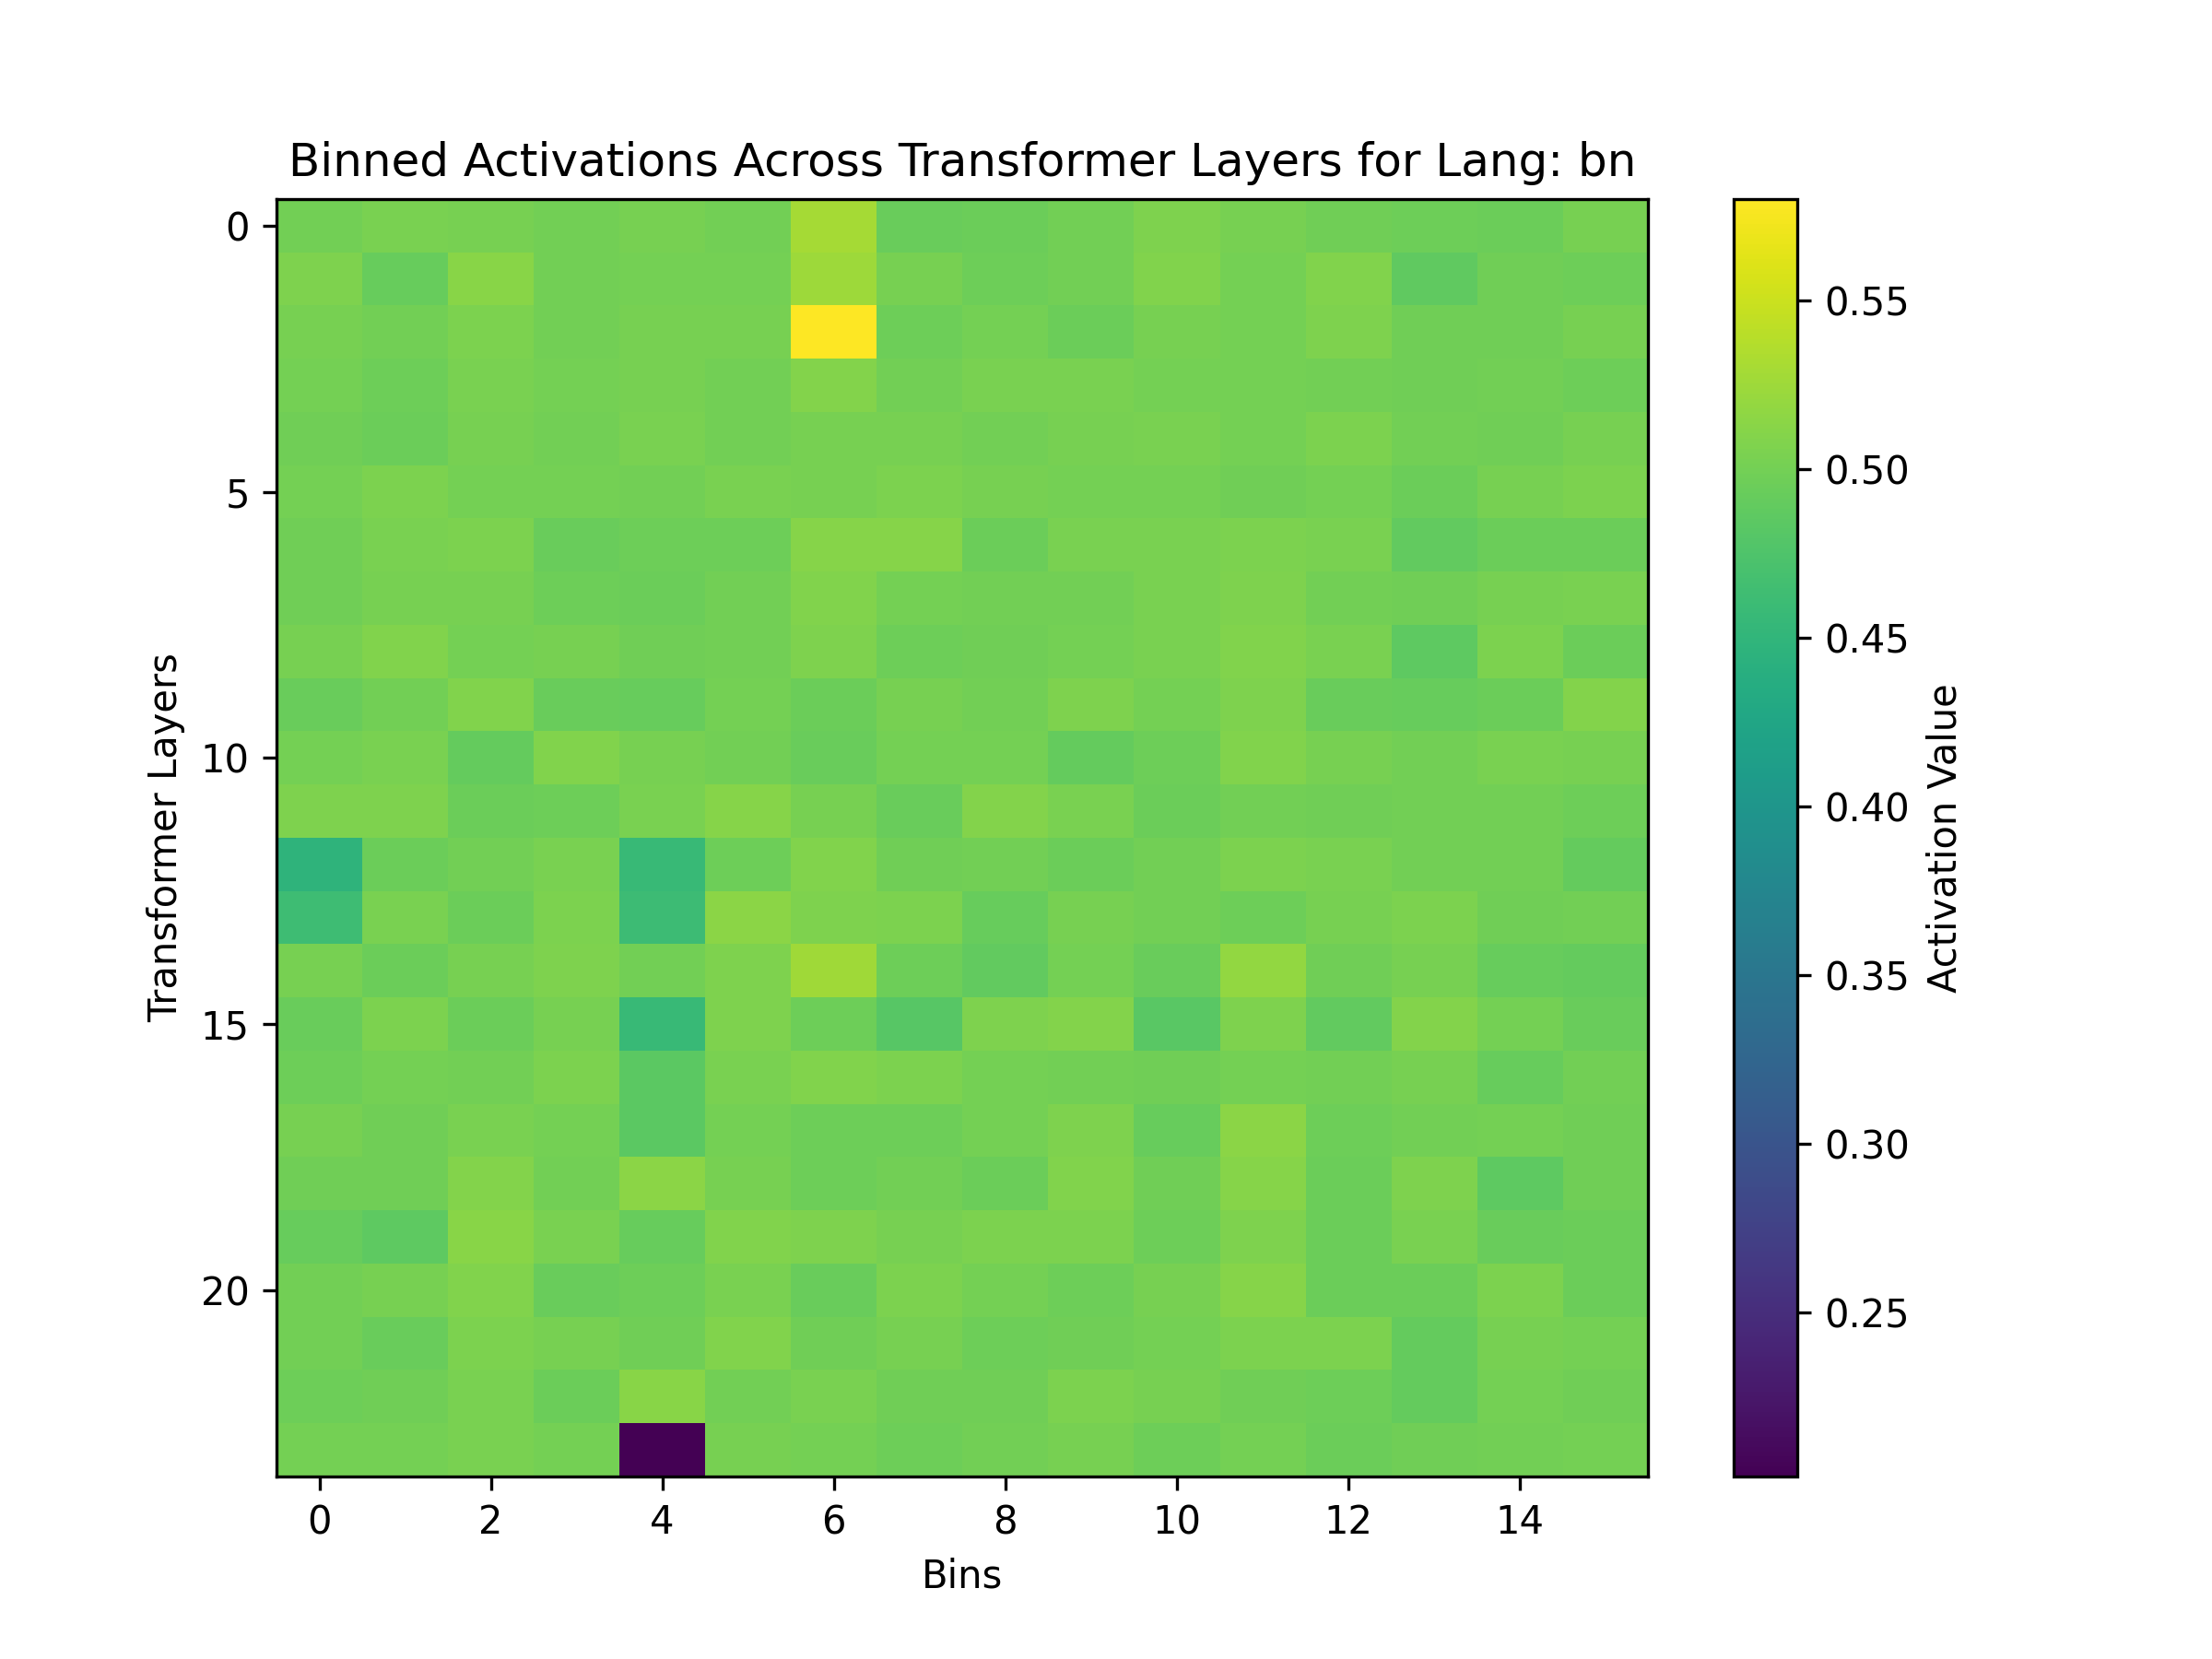 Binned Activations Across Transformer Layers for Lang: bn
0
5
10
15
20
Transformer Layers
0 2 4 6 8 10 12 14
Bins
0.55
0.50
0.45
0.40
0.35
0.30
0.25
Activation Value